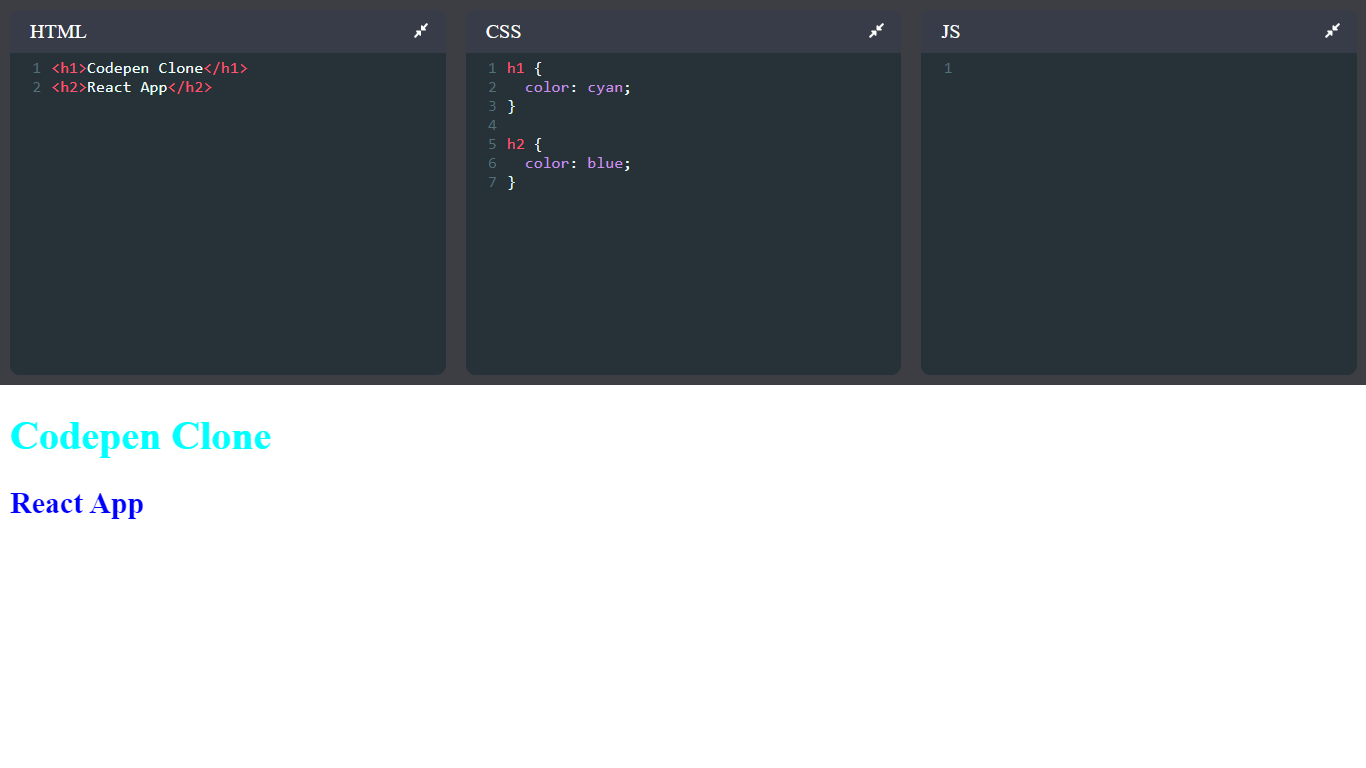 HTML
1 <h1>Codepen Clone</h1>
2 <h2>React App</h2>
CSS
1 h1 {
2   color: cyan;
3 }
4
5 h2 {
6   color: blue;
7 }
JS
1
Codepen Clone
React App